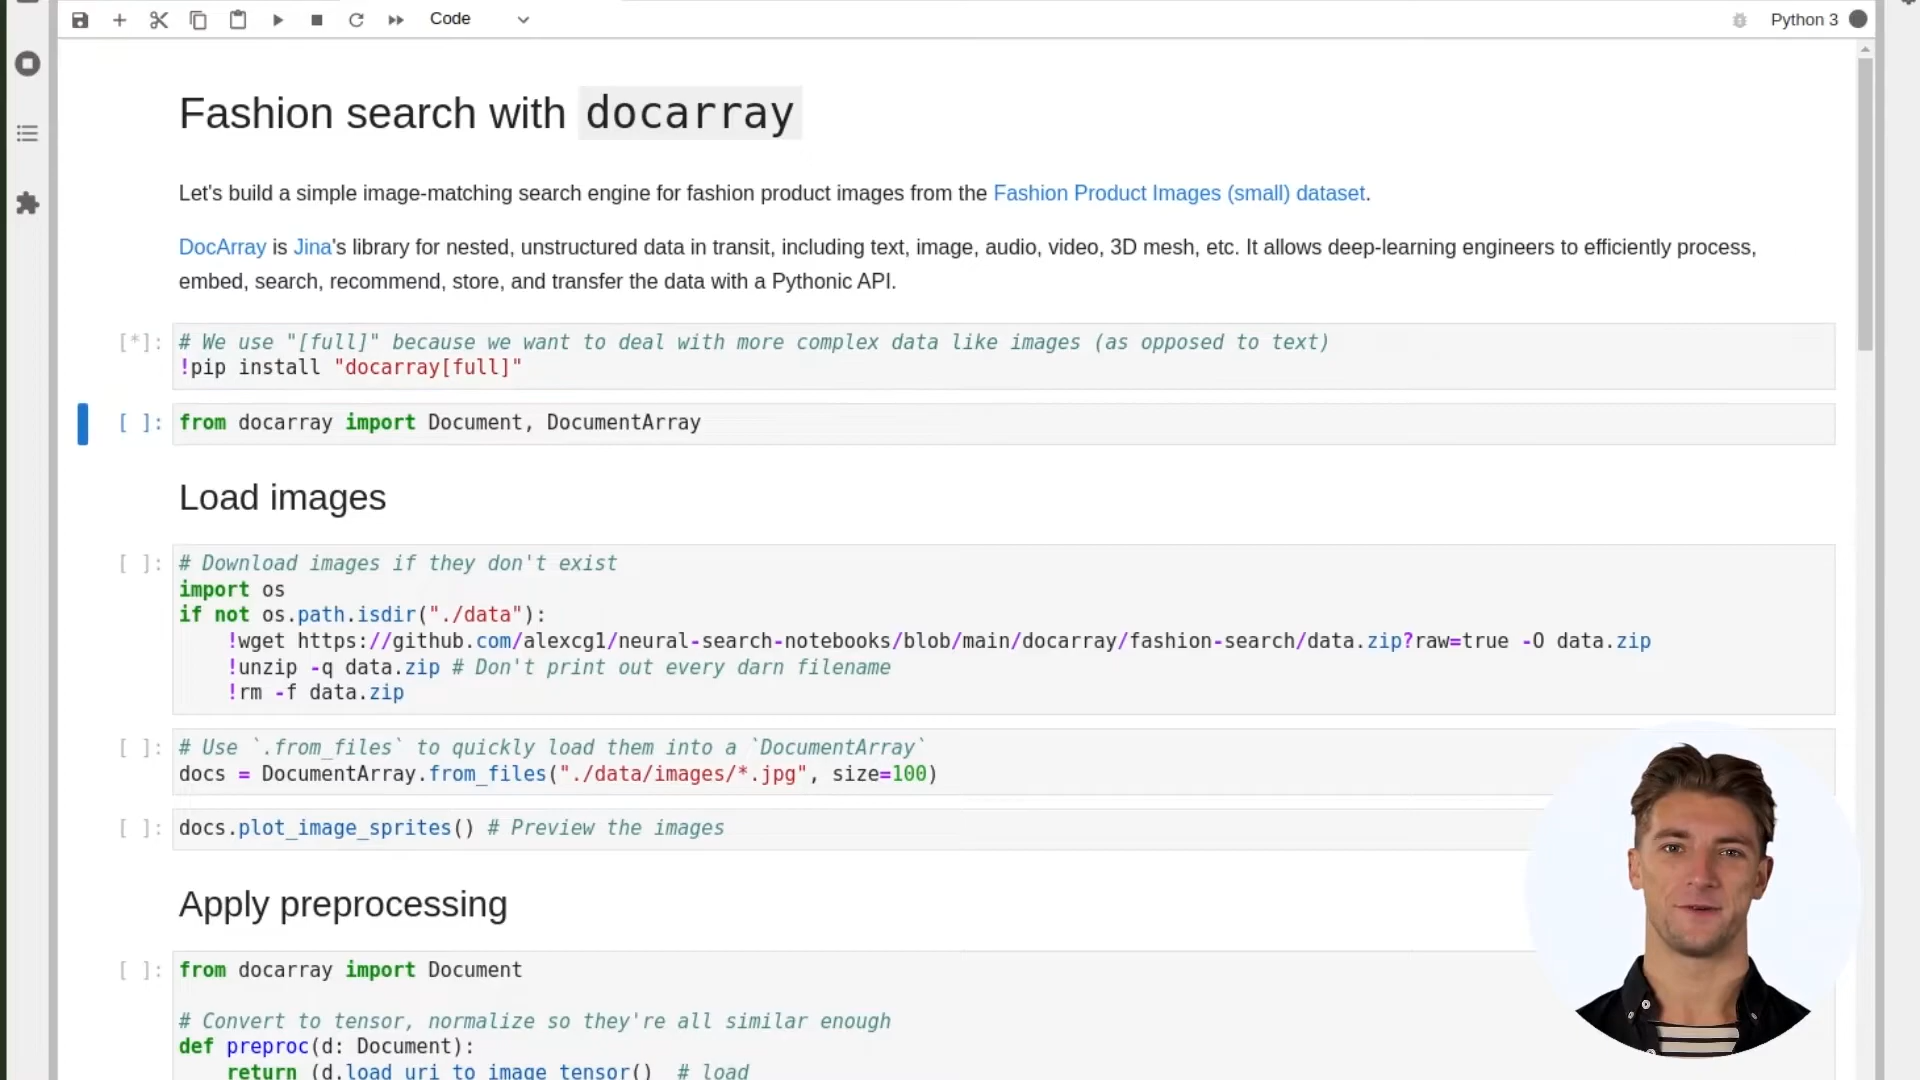 Code
Python 3
Fashion search with docarray
Let's build a simple image-matching search engine for fashion product images from the Fashion Product Images (small) dataset.
DocArray is Jina's library for nested, unstructured data in transit, including text, image, audio, video, 3D mesh, etc. It allows deep-learning engineers to efficiently process,
embed, search, recommend, store, and transfer the data with a Pythonic API.
[*]: # We use "[full]" because we want to deal with more complex data like images (as opposed to text)
!pip install "docarray[full]"
[ ]: from docarray import Document, DocumentArray
Load images
[ ]: # Download images if they don't exist
import os
if not os.path.isdir("./data"):
    !wget https://github.com/alexcg1/neural-search-notebooks/blob/main/docarray/fashion-search/data.zip?raw=true -O data.zip
    !unzip -q data.zip # Don't print out every darn filename
    !rm -f data.zip
[ ]: # Use `.from_files` to quickly load them into a `DocumentArray`
docs = DocumentArray.from_files("./data/images/*.jpg", size=100)
[ ]: docs.plot_image_sprites() # Preview the images
Apply preprocessing
[ ]: from docarray import Document
# Convert to tensor, normalize so they're all similar enough
def preproc(d: Document):
    return (d.load_uri_to_image_tensor()  # load